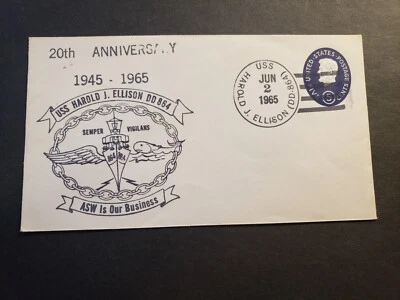 20th ANNIVERSARY
1945 - 1965
USS HAROLD J. ELLISON DD 864
SEMPER VIGILANS
ASW Is Our Business
USS
HAROLD J. ELLISON (DD-864)
JUN
2
1965
UNITED STATES POSTAGE